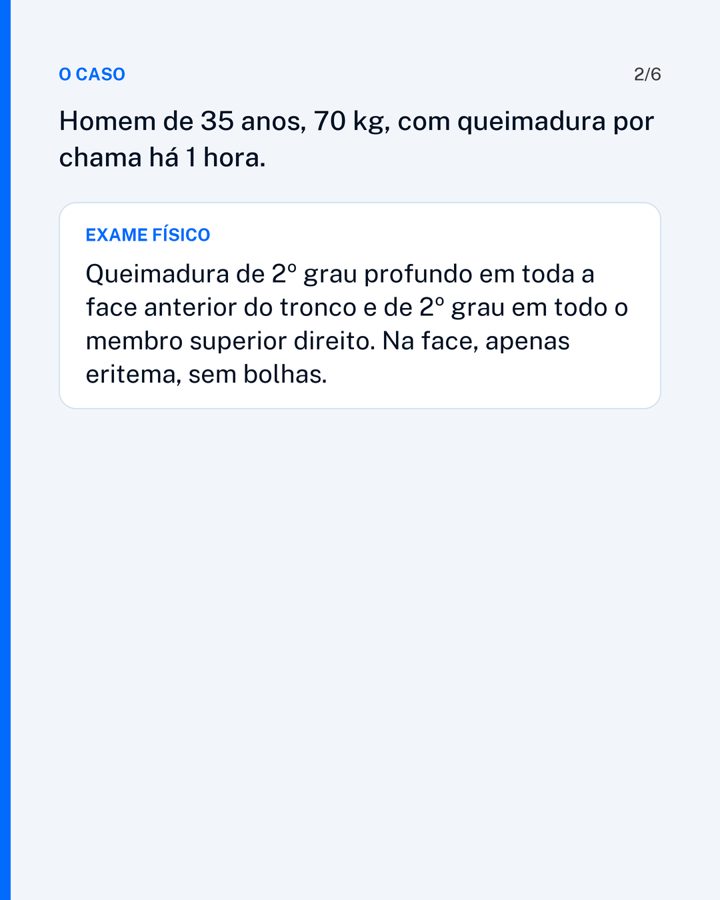 O CASO
2/6
Homem de 35 anos, 70 kg, com queimadura por
chama há 1 hora.
EXAME FÍSICO
Queimadura de 2º grau profundo em toda a
face anterior do tronco e de 2º grau em todo o
membro superior direito. Na face, apenas
eritema, sem bolhas.